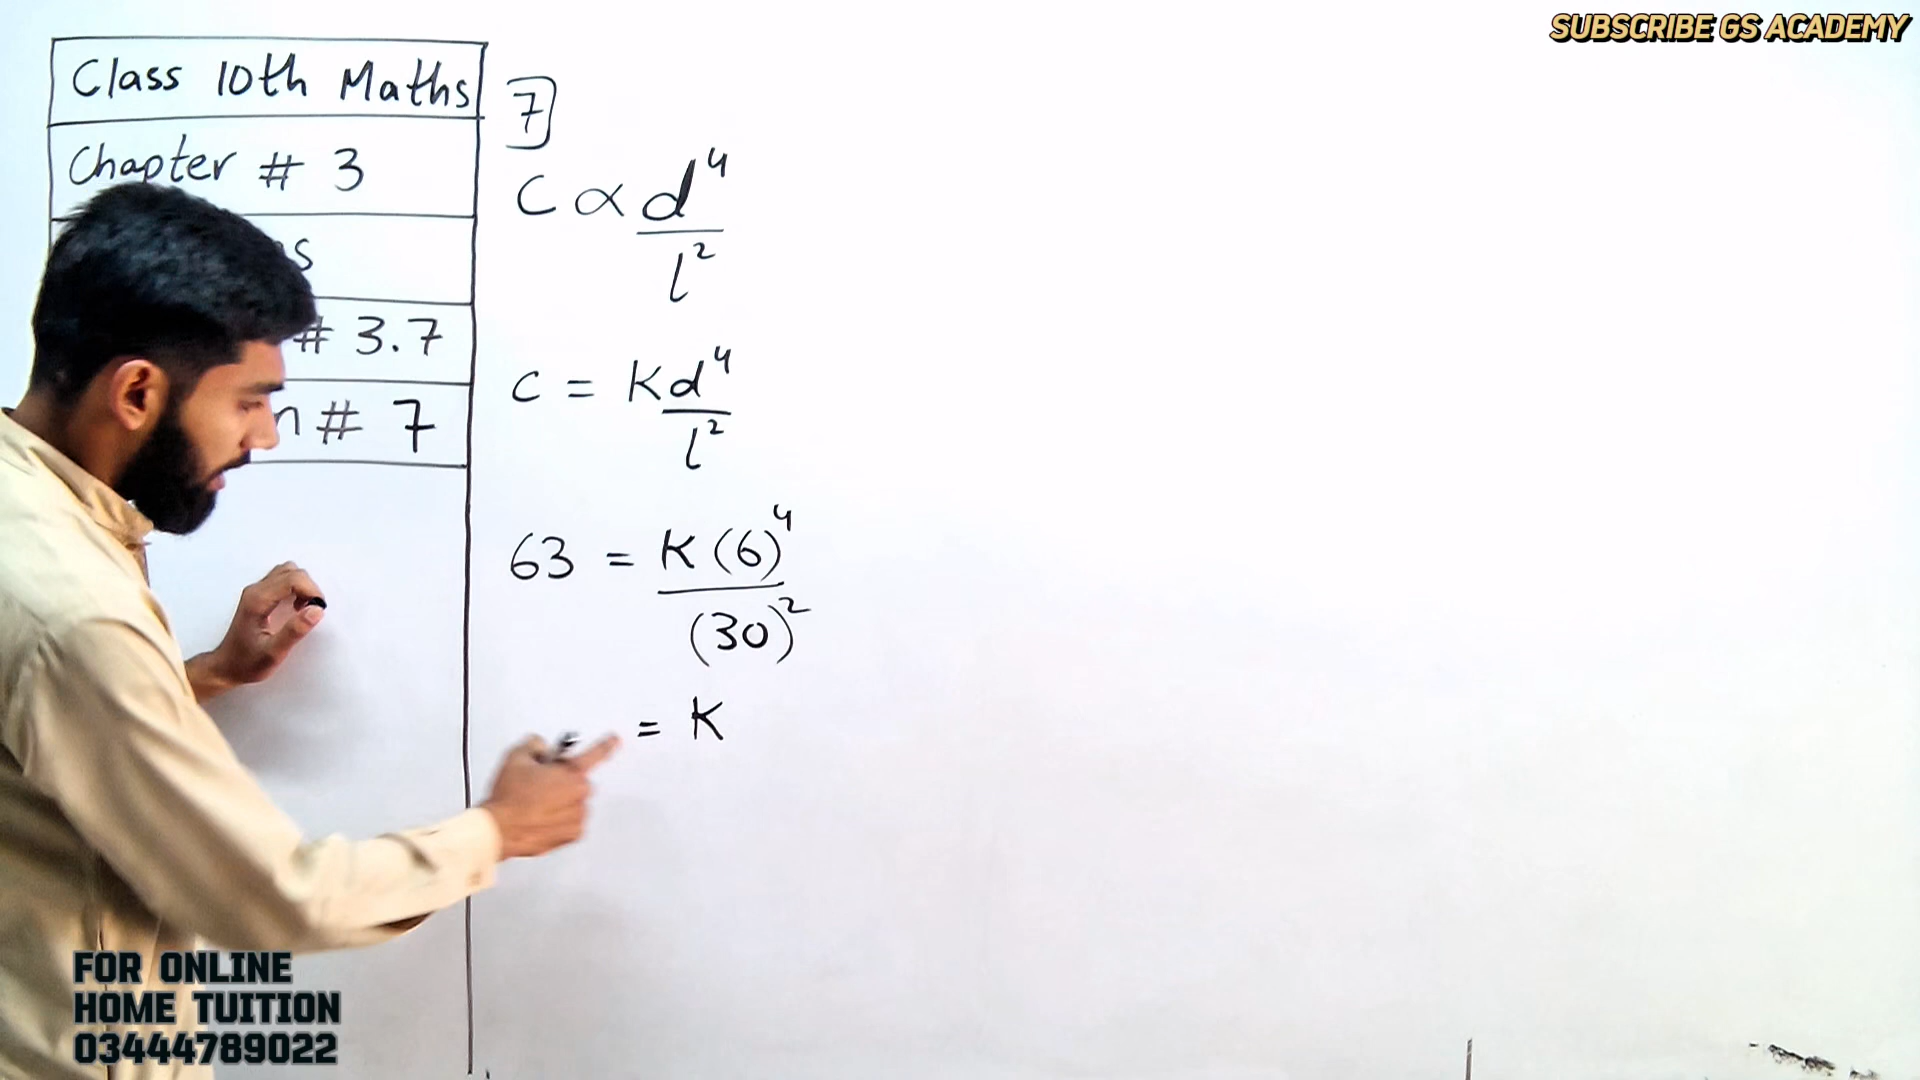 SUBSCRIBE GS ACADEMY
Class 10th Maths
Chapter # 3
# 3.7
# 7
7
C ∝ d⁴/l²
C = Kd⁴/l²
63 = K(6)⁴/(30)²
= K
FOR ONLINE
HOME TUITION
03444789022